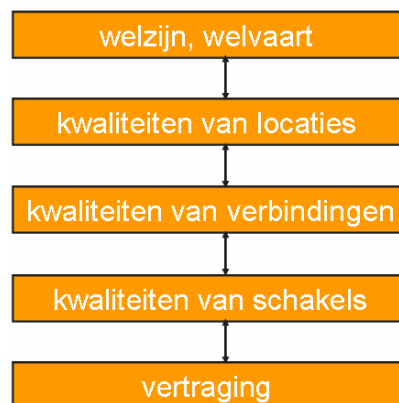 welzijn, welvaart
kwaliteiten van locaties
kwaliteiten van verbindingen
kwaliteiten van schakels
vertraging